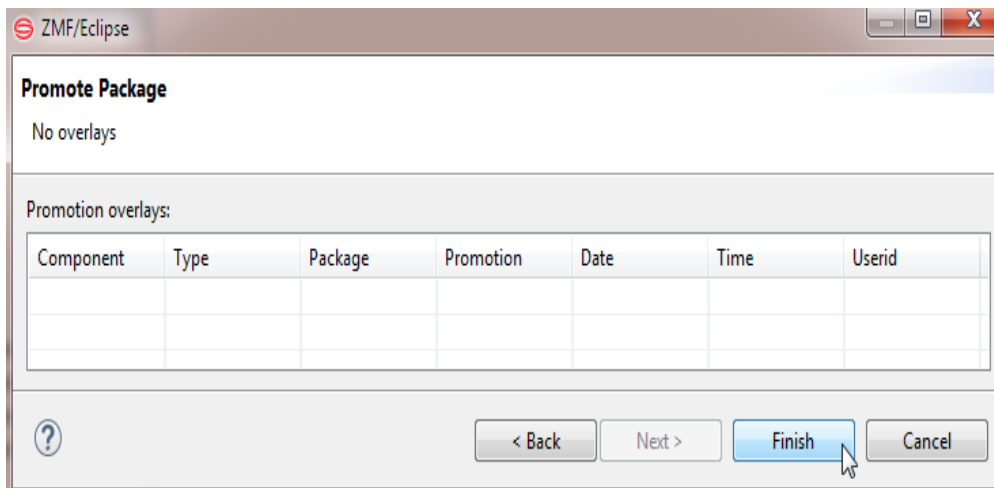 ZMF/Eclipse
X
Promote Package
No overlays
Promotion overlays:
Component Type Package Promotion Date Time Userid
? < Back Next > Finish Cancel